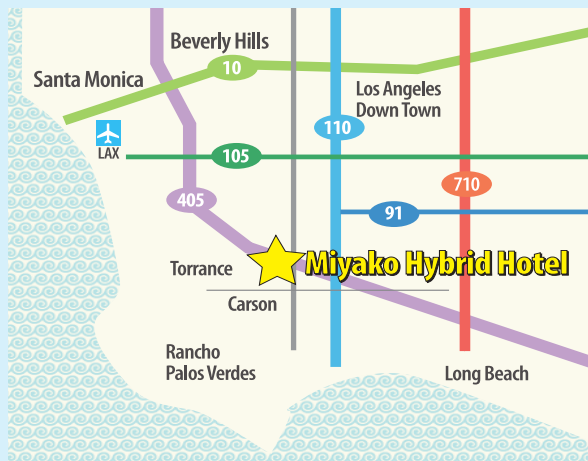 Beverly Hills
10
Santa Monica
Los Angeles
Down Town
110
LAX
105
710
405
91
Torrance
Miyako Hybrid Hotel
Carson
Rancho
Palos Verdes
Long Beach